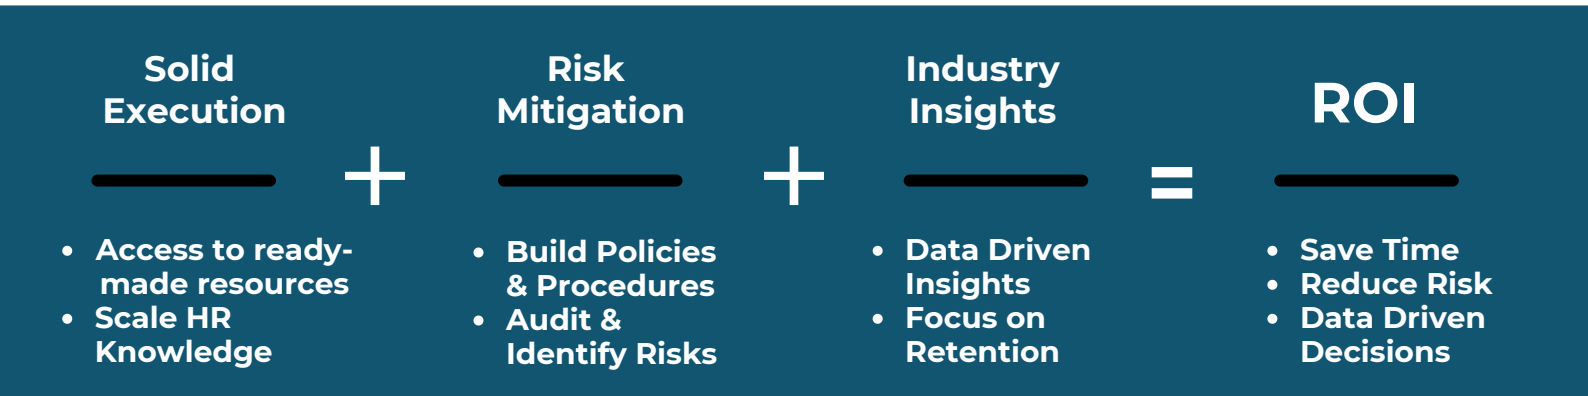 Solid
Execution
• Access to ready-
made resources
• Scale HR
Knowledge
+
Risk
Mitigation
• Build Policies
& Procedures
• Audit &
Identify Risks
+
Industry
Insights
• Data Driven
Insights
• Focus on
Retention
=
ROI
• Save Time
• Reduce Risk
• Data Driven
Decisions